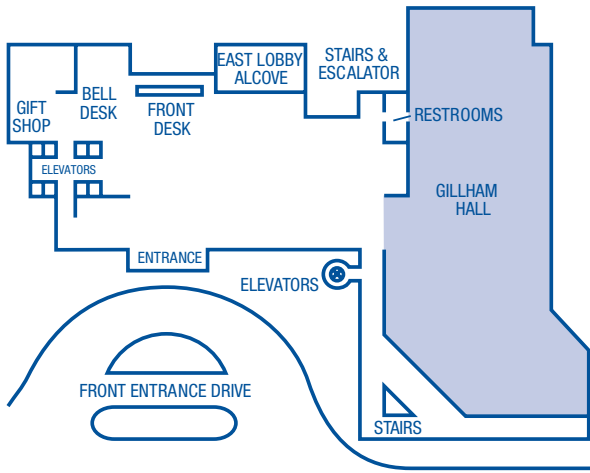 EAST LOBBY
ALCOVE
STAIRS &
ESCALATOR
BELL
DESK
GIFT
SHOP
FRONT
DESK
RESTROOMS
ELEVATORS
GILLHAM
HALL
ENTRANCE
ELEVATORS
FRONT ENTRANCE DRIVE
STAIRS